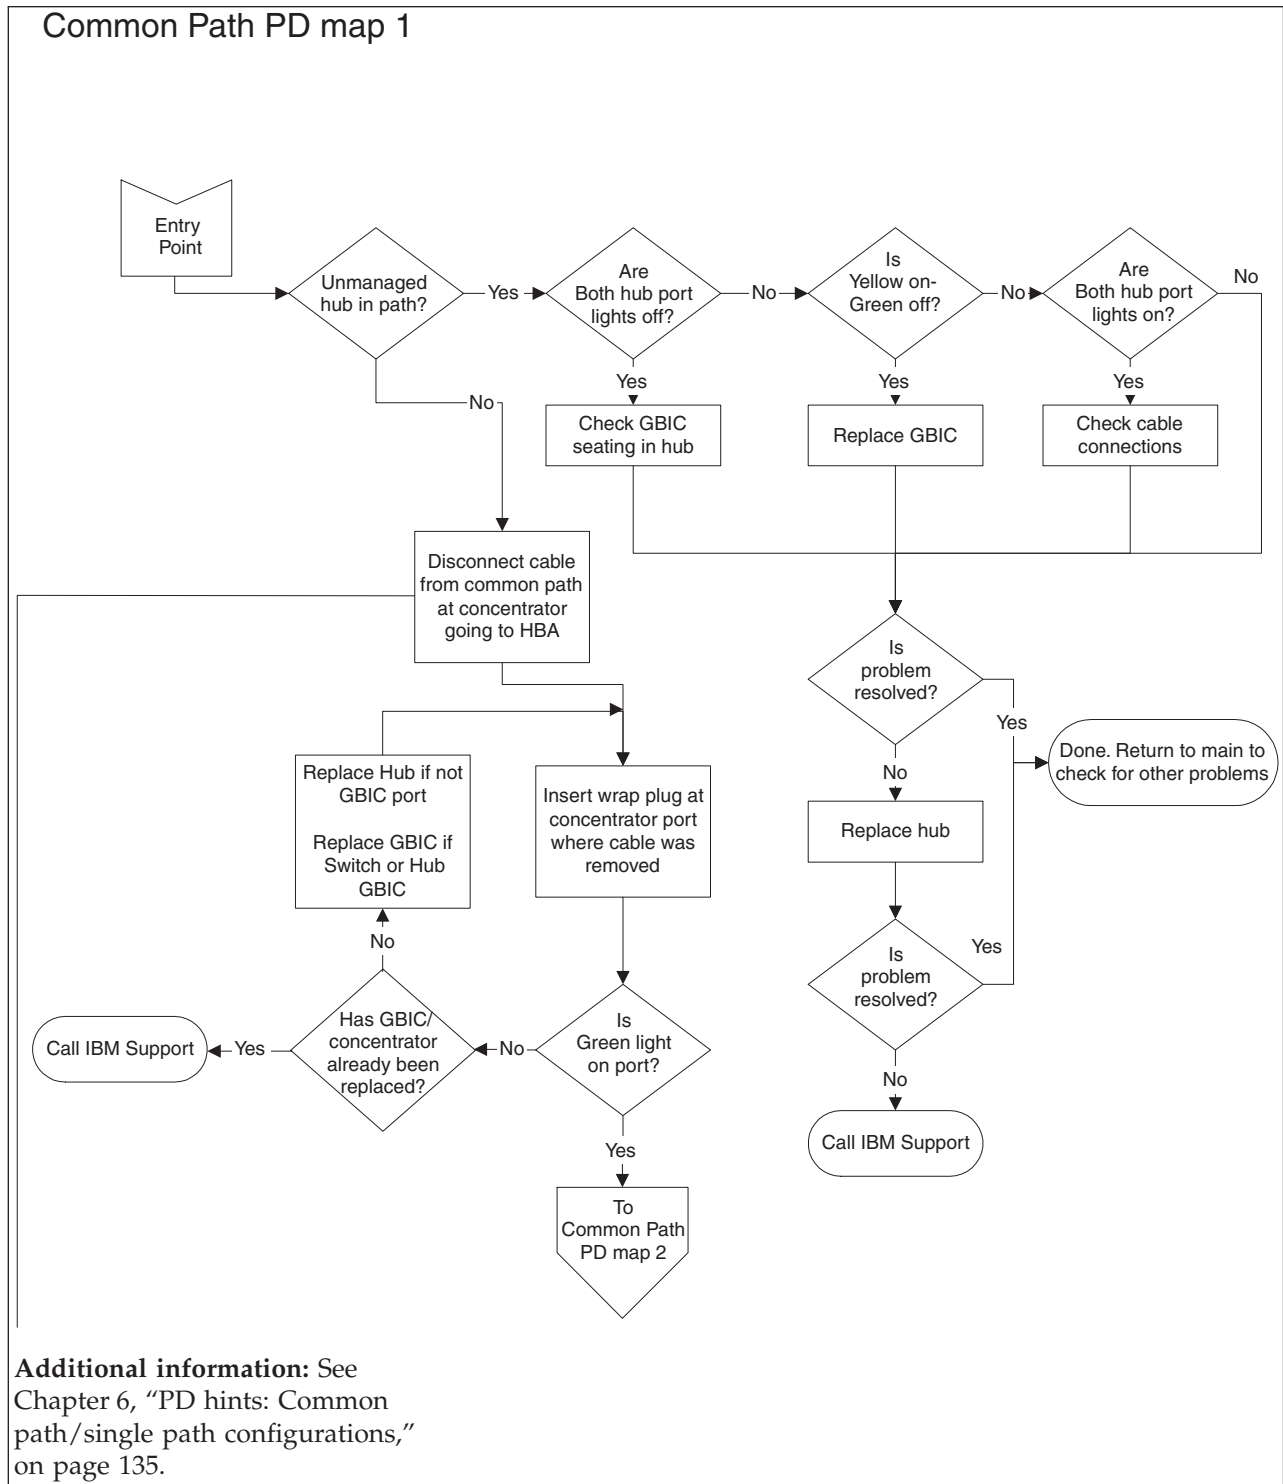 Common Path PD map 1
Entry
Point
Unmanaged
hub in path?
Yes
Are
Both hub port
lights off?
No
Is
Yellow on-
Green off?
No
Are
Both hub port
lights on?
No
No
Yes
Check GBIC
seating in hub
Yes
Replace GBIC
Yes
Check cable
connections
Disconnect cable
from common path
at concentrator
going to HBA
Is
problem
resolved?
Yes
Done. Return to main to
check for other problems
No
Replace hub
Is
problem
resolved?
Yes
No
Call IBM Support
Replace Hub if not
GBIC port
Replace GBIC if
Switch or Hub
GBIC
Insert wrap plug at
concentrator port
where cable was
removed
No
Call IBM Support
Yes
Has GBIC/
concentrator
already been
replaced?
No
Is
Green light
on port?
Yes
To
Common Path
PD map 2
Additional information: See
Chapter 6, “PD hints: Common
path/single path configurations,”
on page 135.